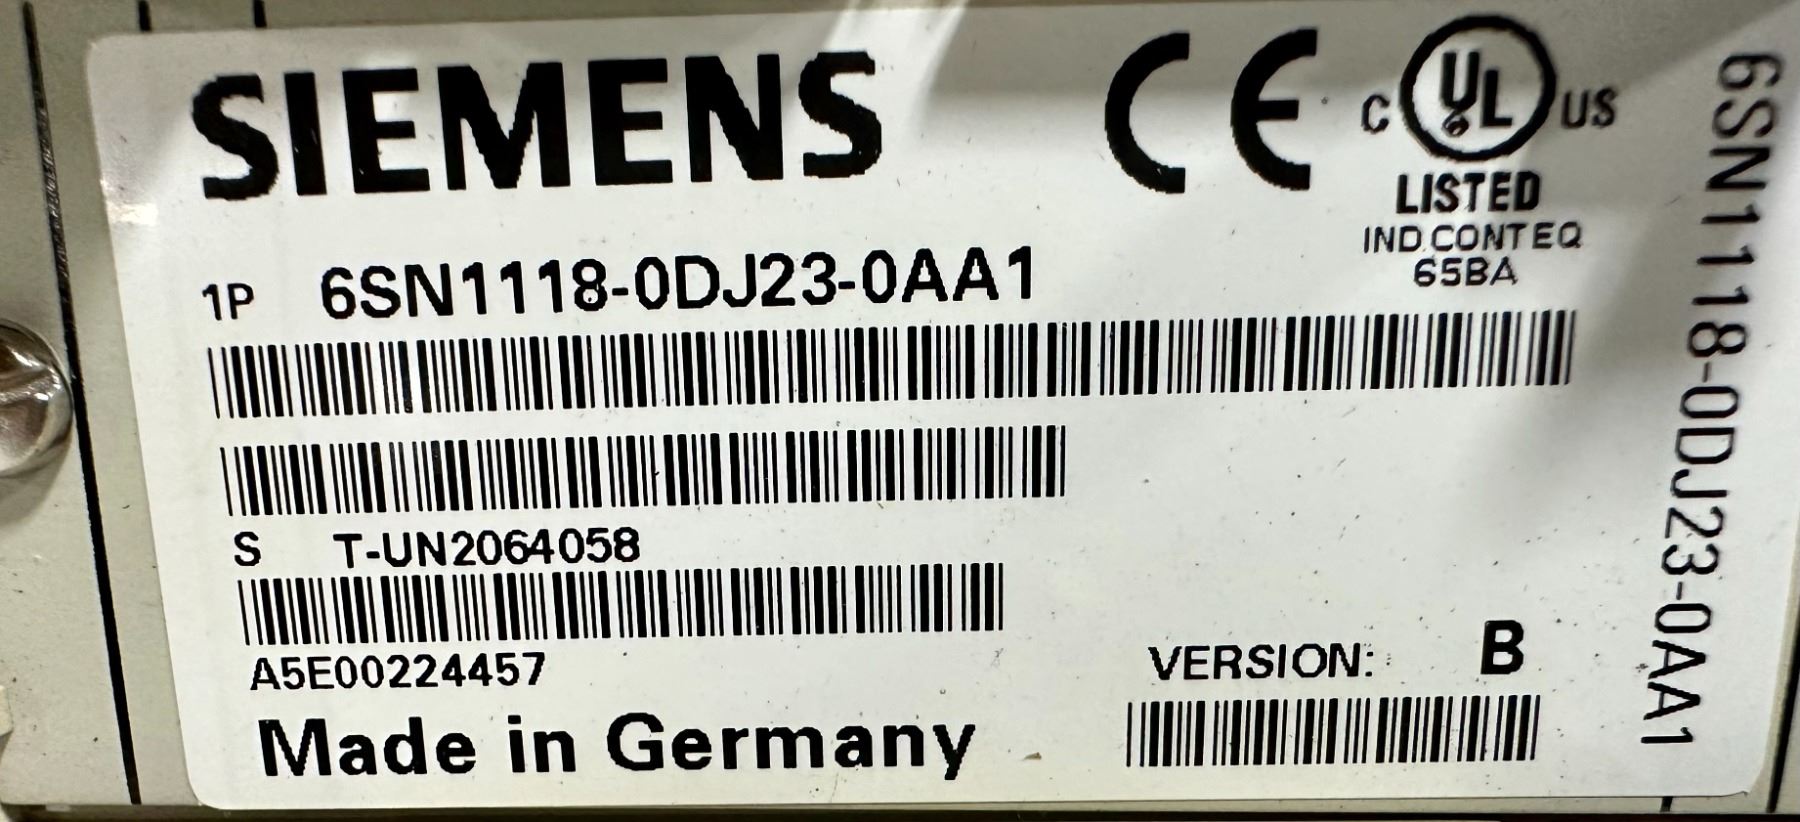 SIEMENS
CE
C UL US
LISTED
IND.CONT.EQ
65BA
1P 6SN1118-0DJ23-0AA1
S T-UN2064058
A5E00224457
VERSION: B
Made in Germany
6SN1118-0DJ23-0AA1